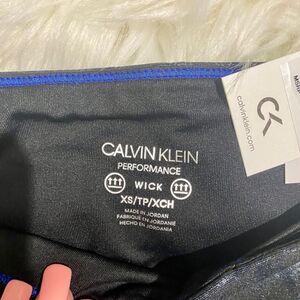 CALVIN KLEIN
PERFORMANCE
WICK
XS/TP/XCH
MADE IN JORDAN
FABRIQUÉ EN JORDANIE
HECHO EN JORDANIA
CK
calvinklein.com
MSRP